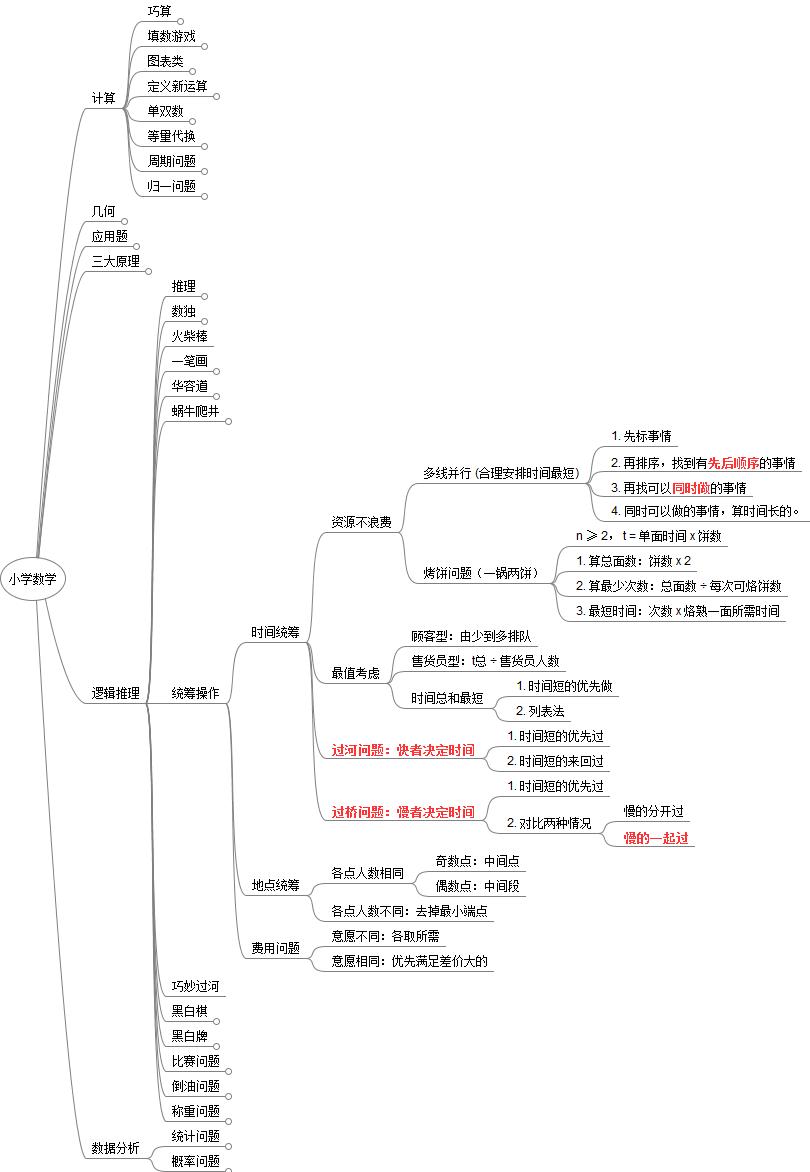 巧算
填数游戏
图表类
定义新运算
计算
单双数
等量代换
周期问题
归一问题
几何
应用题
三大原理
推理
数独
火柴棒
一笔画
华容道
蜗牛爬井
1. 先标事情
2. 再排序，找到有先后顺序的事情
多线并行 (合理安排时间最短)
3. 再找可以同时做的事情
4. 同时可以做的事情，算时间长的。
资源不浪费
n ≥ 2， t = 单面时间 x 饼数
1. 算总面数：饼数 x 2
烤饼问题（一锅两饼）
2. 算最少次数：总面数 ÷ 每次可烙饼数
3. 最短时间：次数 x 烙熟一面所需时间
小学数学
时间统筹
顾客型：由少到多排队
售货员型：t总 ÷ 售货员人数
最值考虑
1. 时间短的优先做
时间总和最短
2. 列表法
逻辑推理
统筹操作
1. 时间短的优先过
过河问题：快者决定时间
2. 时间短的来回过
1. 时间短的优先过
过桥问题：慢者决定时间
慢的分开过
2. 对比两种情况
慢的一起过
奇数点：中间点
各点人数相同
偶数点：中间段
地点统筹
各点人数不同：去掉最小端点
意愿不同：各取所需
费用问题
意愿相同：优先满足差价大的
巧妙过河
黑白棋
黑白牌
比赛问题
倒油问题
称重问题
统计问题
数据分析
概率问题